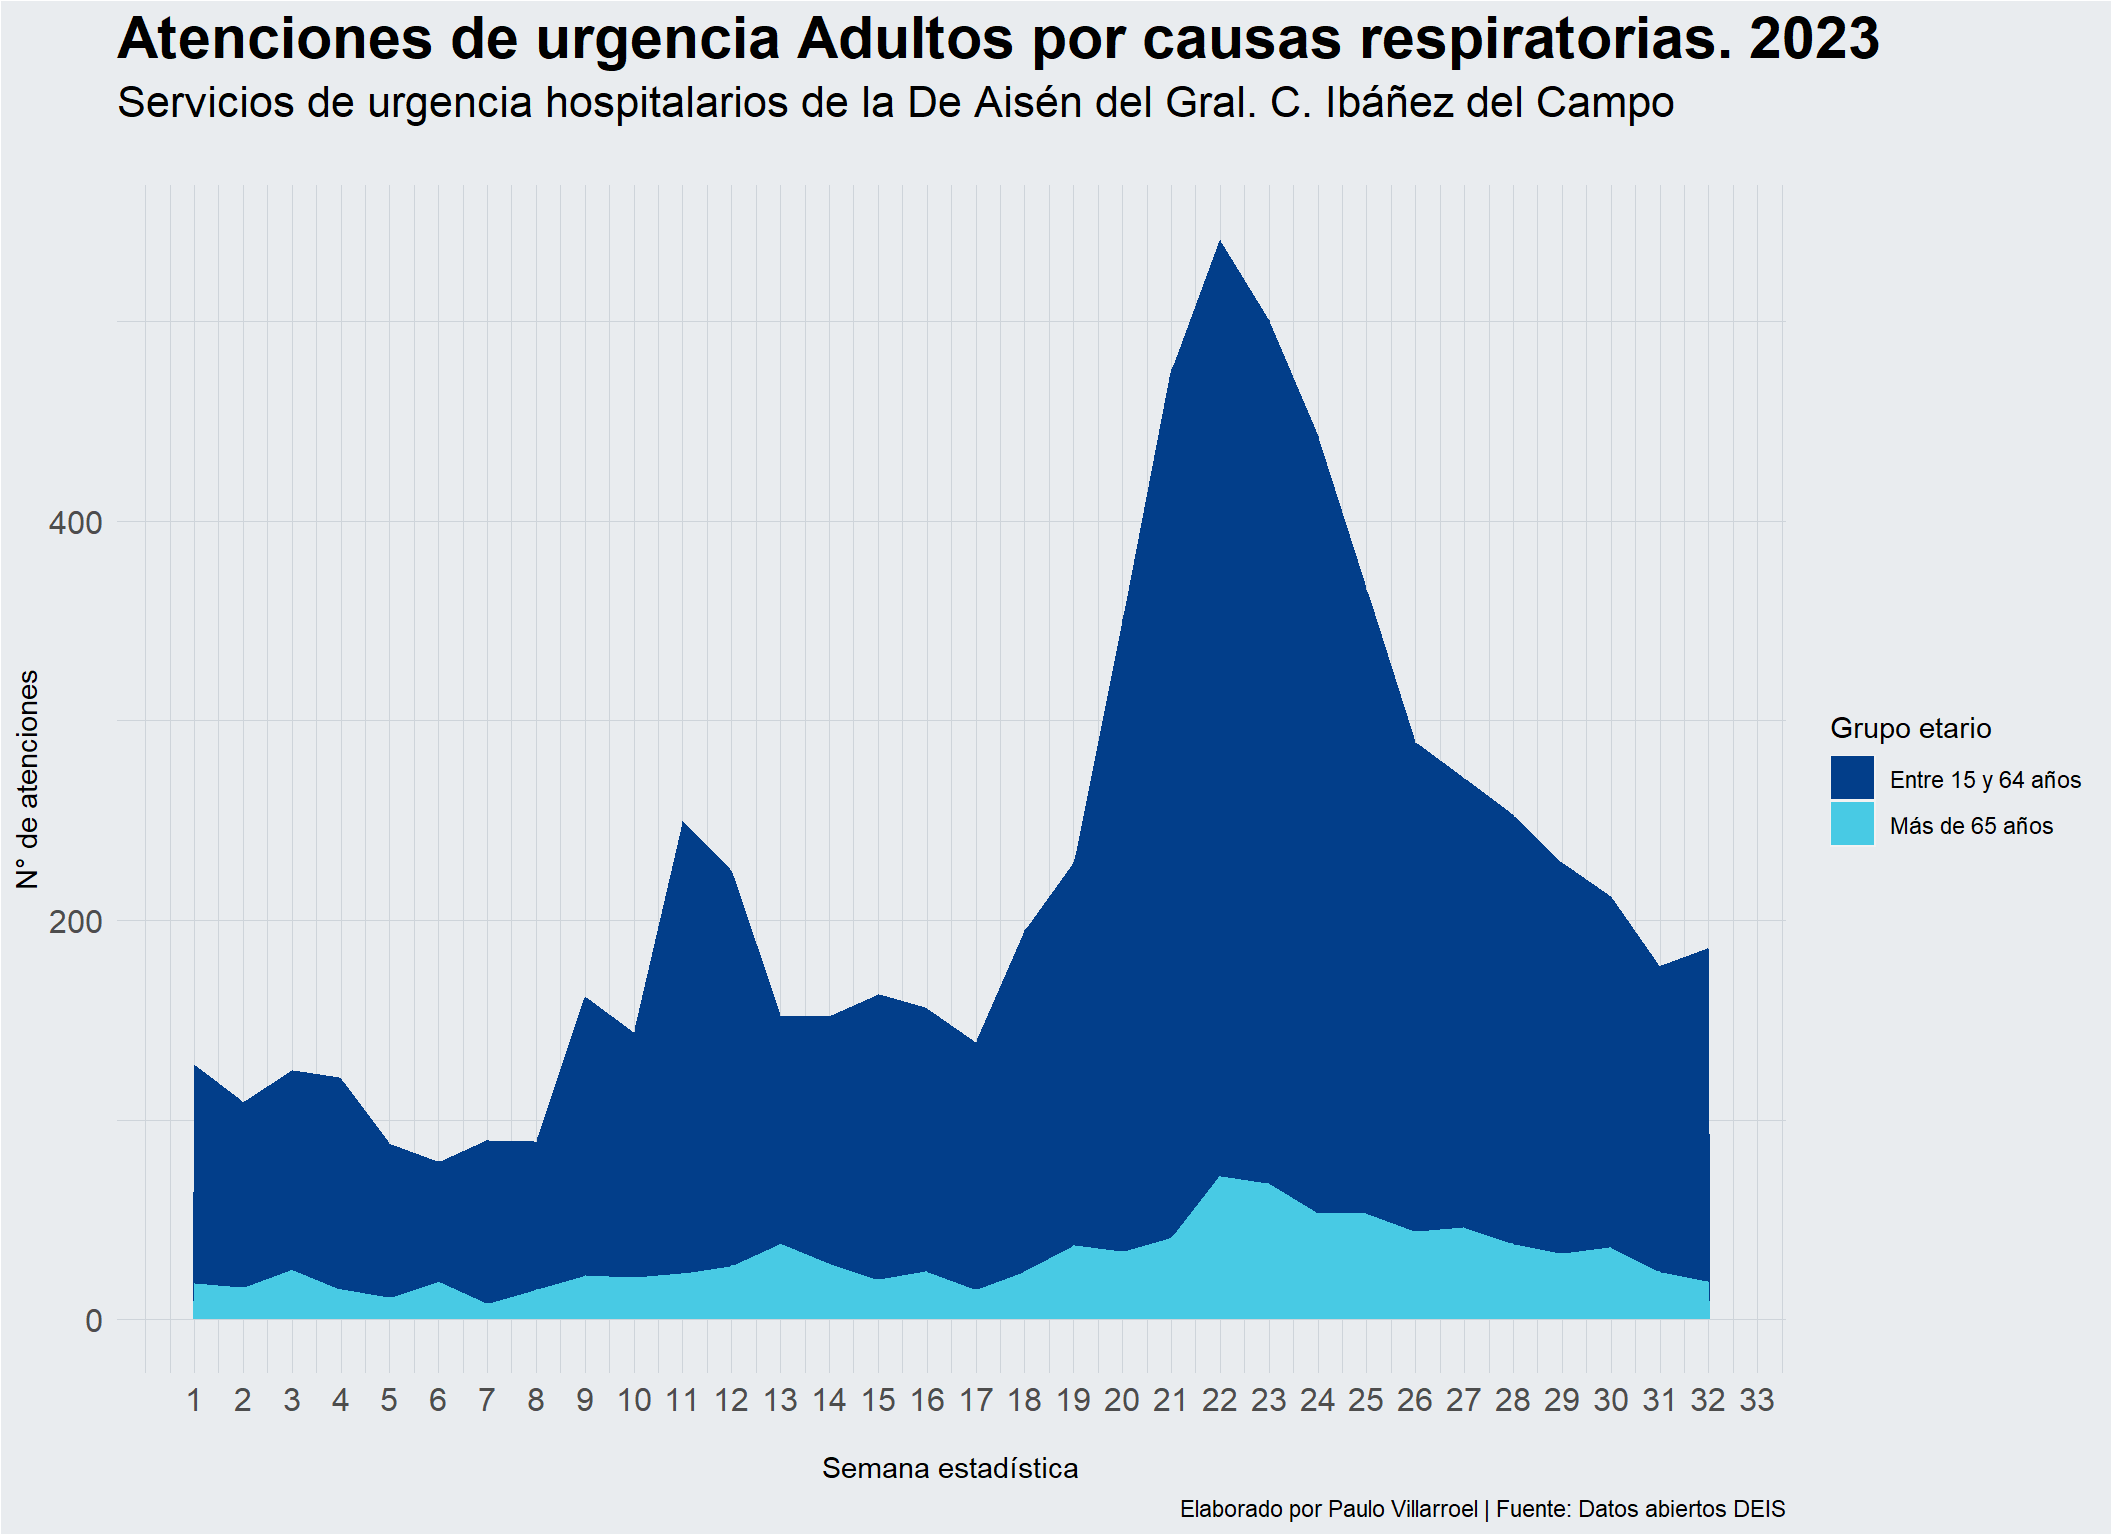 Atenciones de urgencia Adultos por causas respiratorias. 2023
Servicios de urgencia hospitalarios de la De Aisén del Gral. C. Ibáñez del Campo
400
200
0
N° de atenciones
Grupo etario
Entre 15 y 64 años
Más de 65 años
1 2 3 4 5 6 7 8 9 10 11 12 13 14 15 16 17 18 19 20 21 22 23 24 25 26 27 28 29 30 31 32 33
Semana estadística
Elaborado por Paulo Villarroel | Fuente: Datos abiertos DEIS